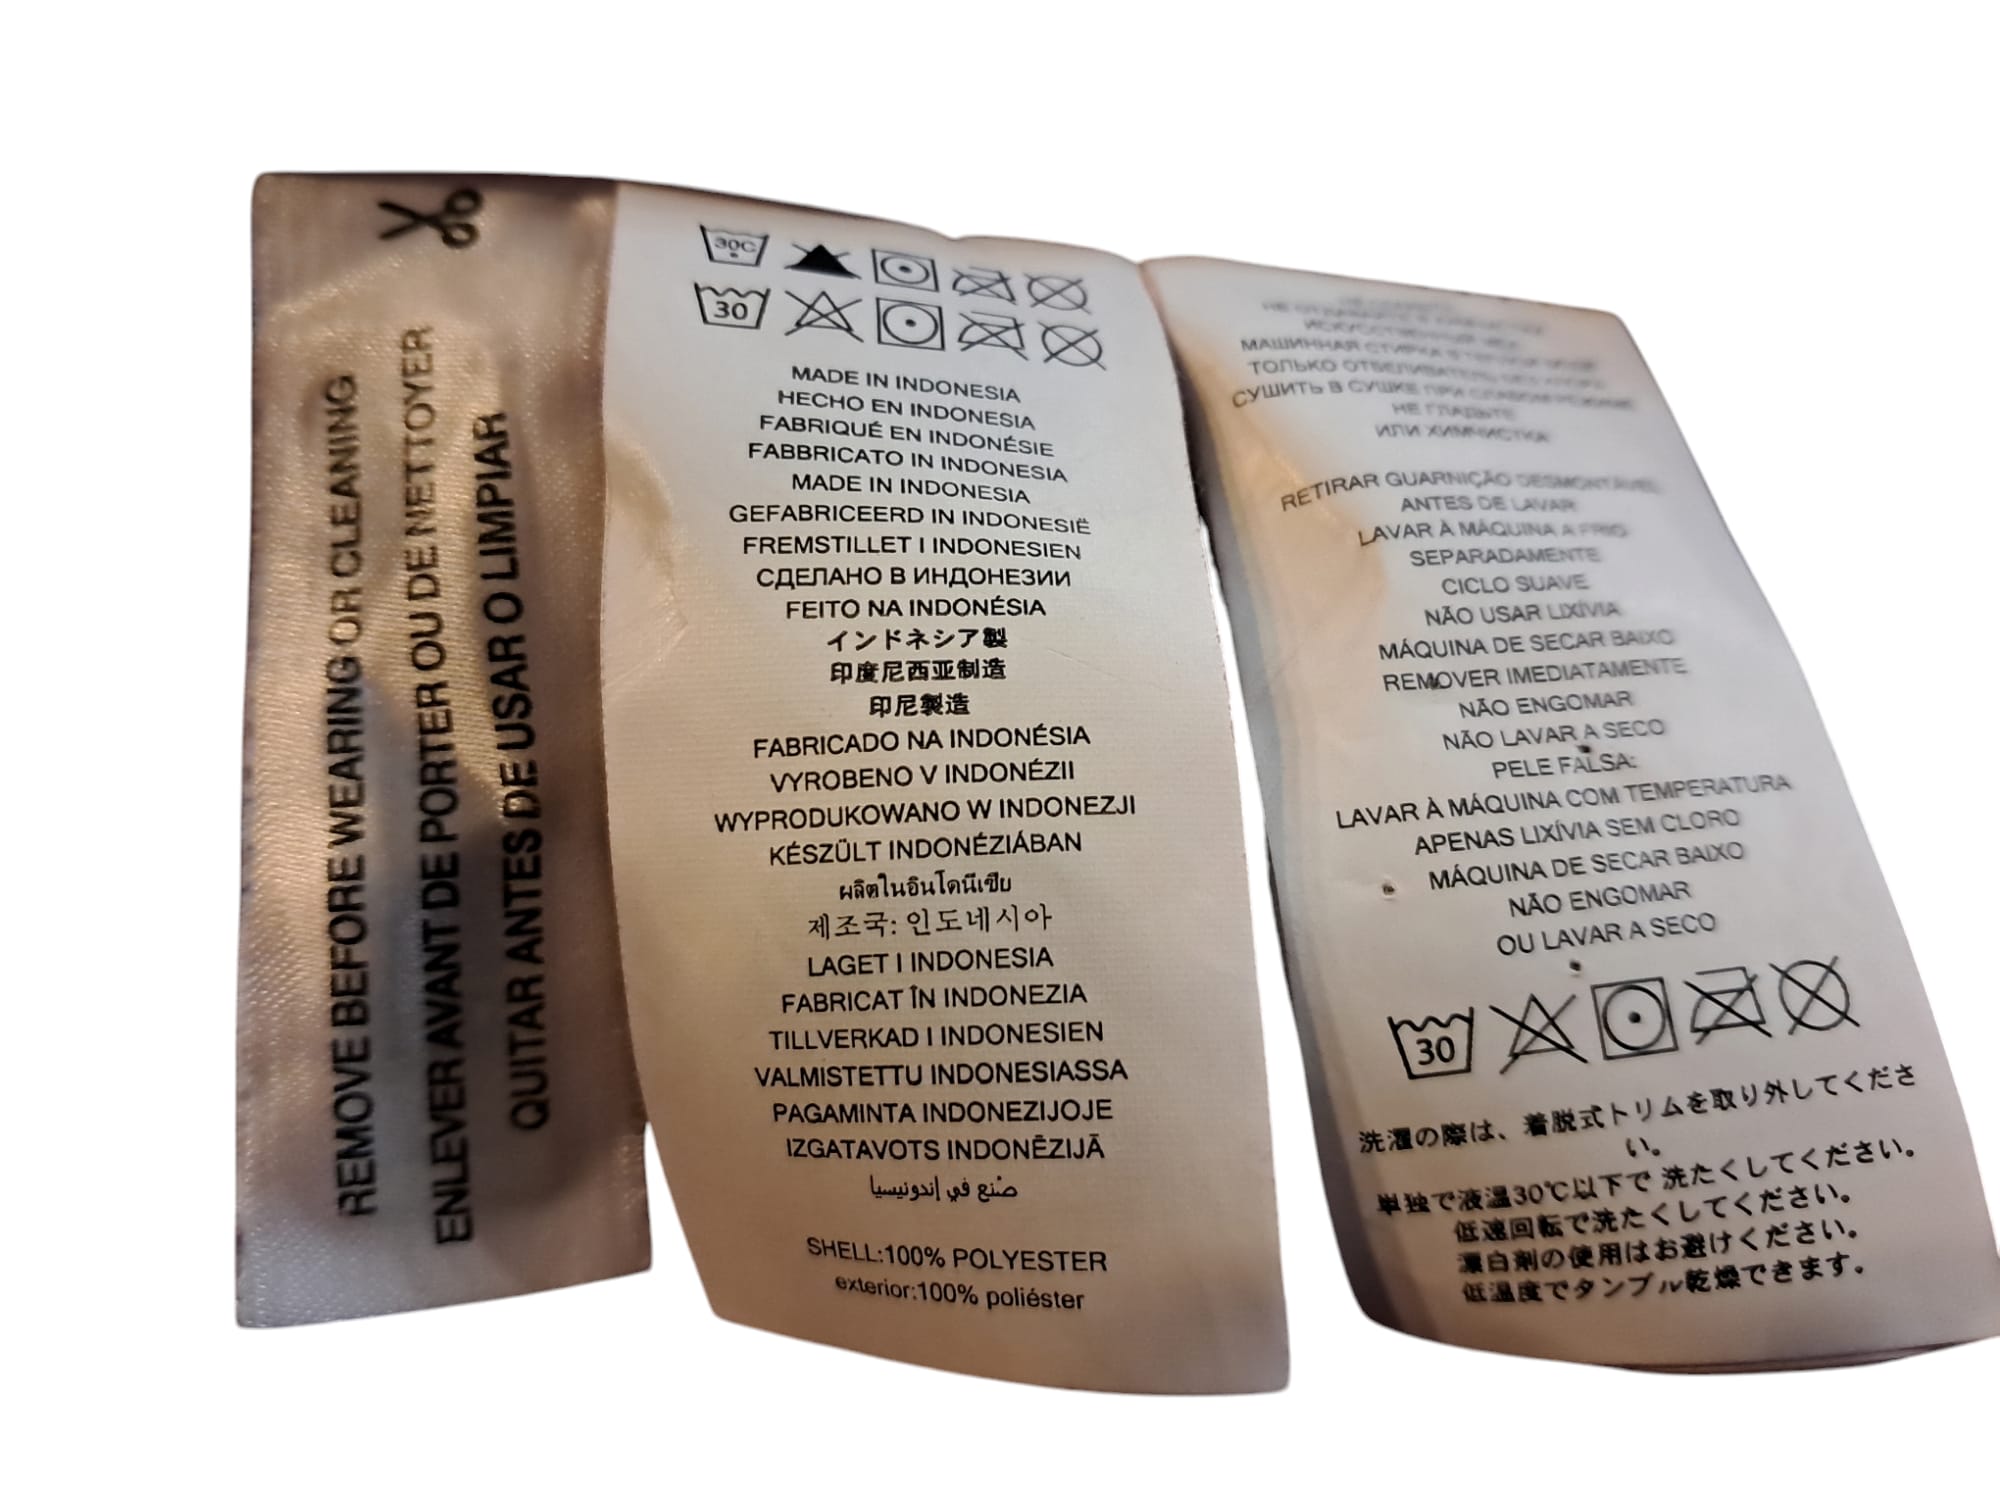 REMOVE BEFORE WEARING OR CLEANING
ENLEVER AVANT DE PORTER OU DE NETTOYER
QUITAR ANTES DE USAR O LIMPIAR
30C
30
MADE IN INDONESIA
HECHO EN INDONESIA
FABRIQUÉ EN INDONÉSIE
FABBRICATO IN INDONESIA
MADE IN INDONESIA
GEFABRICEERD IN INDONESIË
FREMSTILLET I INDONESIEN
СДЕЛАНО В ИНДОНЕЗИИ
FEITO NA INDONÉSIA
インドネシア製
印度尼西亚制造
印尼製造
FABRICADO NA INDONÉSIA
VYROBENO V INDONÉZII
WYPRODUKOWANO W INDONEZJI
KÉSZÜLT INDONÉZIÁBAN
ผลิตในอินโดนีเซีย
제조국: 인도네시아
LAGET I INDONESIA
FABRICAT ÎN INDONEZIA
TILLVERKAD I INDONESIEN
VALMISTETTU INDONESIASSA
PAGAMINTA INDONEZIJOJE
IZGATAVOTS INDONĒZIJĀ
صُنع في إندونيسيا
SHELL:100% POLYESTER
exterior:100% poliéster
МАШИННАЯ СТИРКА В
ТОЛЬКО ОТБЕЛИВАТЕЛЬ БЕЗ ХЛОРА
СУШИТЬ В СУШКЕ ПРИ СЛАБОМ РЕЖИМЕ
НЕ ГЛАДЬТЕ
ИЛИ ХИМЧИСТКА
RETIRAR GUARNIÇÃO DESMONTÁVEL
ANTES DE LAVAR
LAVAR À MÁQUINA A FRIO
SEPARADAMENTE
CICLO SUAVE
NÃO USAR LIXÍVIA
MÁQUINA DE SECAR BAIXO
REMOVER IMEDIATAMENTE
NÃO ENGOMAR
NÃO LAVAR A SECO
PELE FALSA:
LAVAR À MÁQUINA COM TEMPERATURA
APENAS LIXÍVIA SEM CLORO
MÁQUINA DE SECAR BAIXO
NÃO ENGOMAR
OU LAVAR A SECO
30
洗濯の際は、着脱式トリムを取り外してくださ
い。
単独で液温30℃以下で 洗たくしてください。
低速回転で洗たくしてください。
漂白剤の使用はお避けください。
低温度でタンブル乾燥できます。